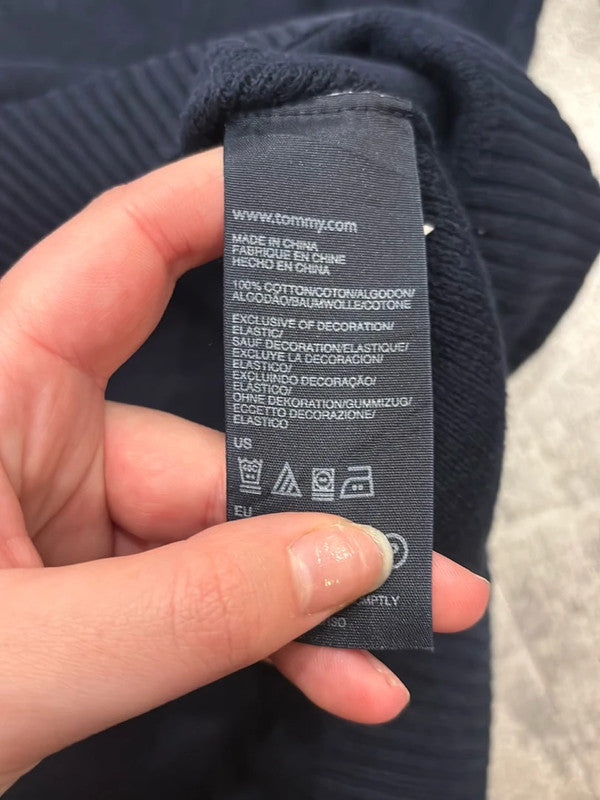 www.tommy.com
MADE IN CHINA
FABRIQUE EN CHINE
HECHO EN CHINA
100% COTTON/COTON/ALGODON/
ALGODÃO/BAUMWOLLE/COTONE
EXCLUSIVE OF DECORATION/
ELASTIC/
SAUF DECORATION/ELASTIQUE/
EXCLUYE LA DECORACION/
ELASTICO/
EXCLUINDO DECORAÇÃO/
ELASTICO/
OHNE DEKORATION/GUMMIZUG/
ECCETTO DECORAZIONE/
ELASTICO
US
EU